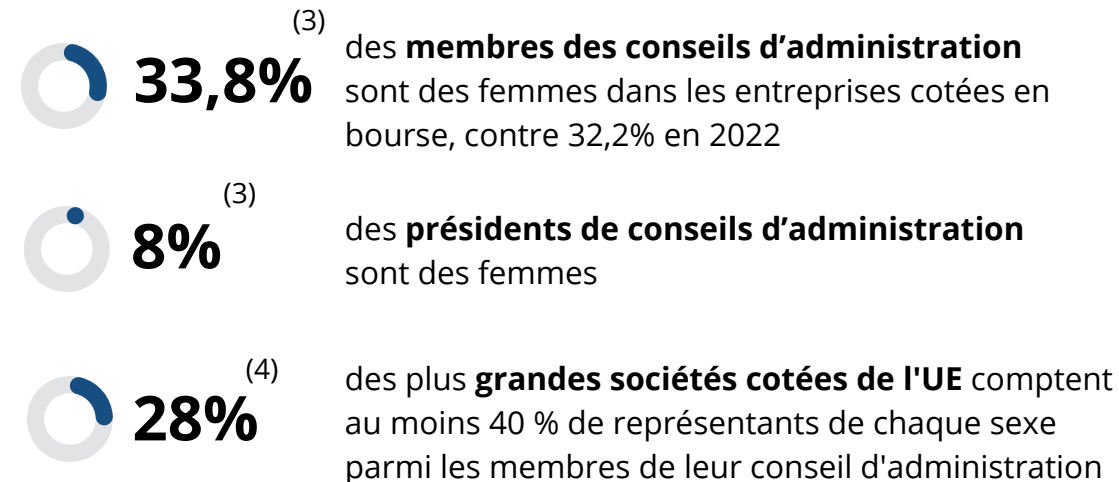 (3)
33,8%
des membres des conseils d’administration
sont des femmes dans les entreprises cotées en
bourse, contre 32,2% en 2022
(3)
8%
des présidents de conseils d’administration
sont des femmes
(4)
28%
des plus grandes sociétés cotées de l'UE comptent
au moins 40 % de représentants de chaque sexe
parmi les membres de leur conseil d'administration